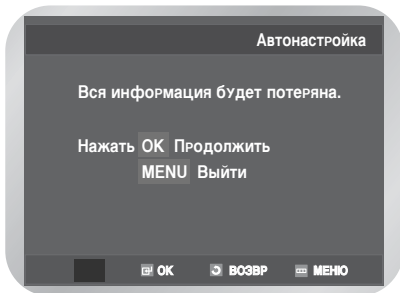 Автонастройка
Вся информация будет потеряна.
Нажать OK Продолжить
MENU Выйти
OK ВОЗВР МЕНЮ